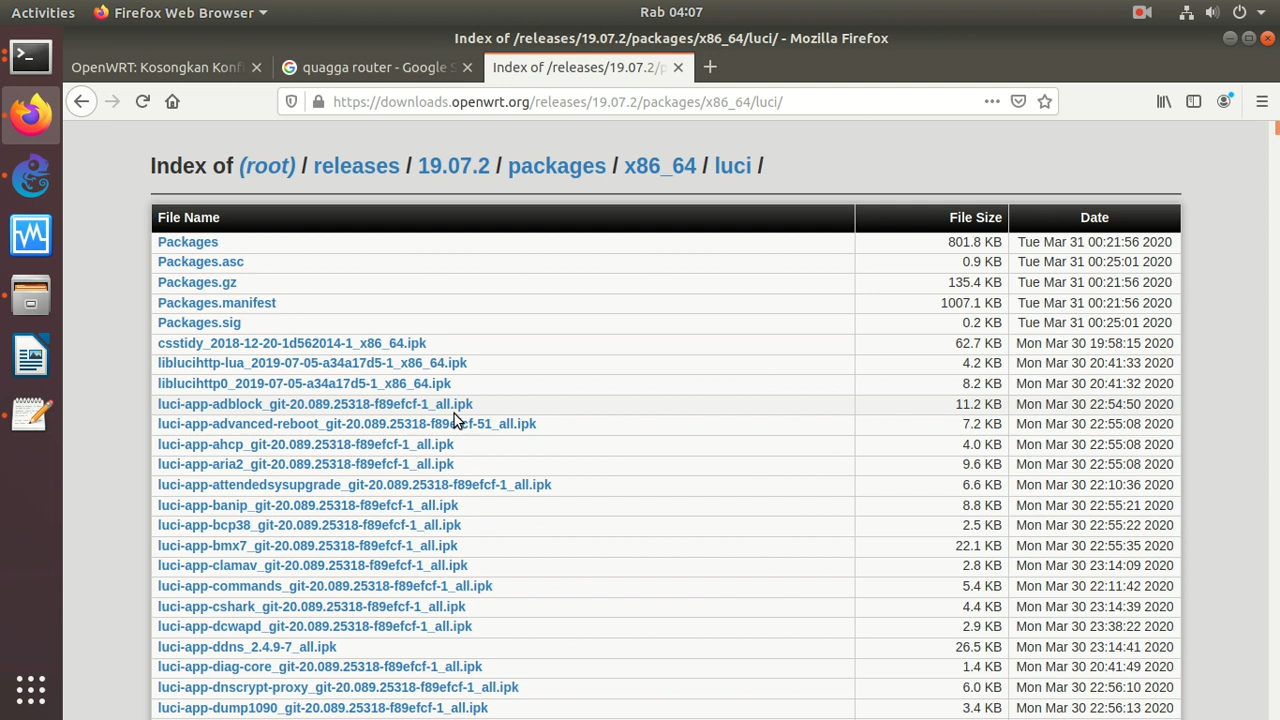 Activities Firefox Web Browser Rab 04:07
Index of /releases/19.07.2/packages/x86_64/luci/ - Mozilla Firefox
OpenWRT: Kosongkan Konf quagga router - Google S Index of /releases/19.07.2/p
https://downloads.openwrt.org/releases/19.07.2/packages/x86_64/luci/
Index of (root) / releases / 19.07.2 / packages / x86_64 / luci /
File Name File Size Date
Packages 801.8 KB Tue Mar 31 00:21:56 2020
Packages.asc 0.9 KB Tue Mar 31 00:25:01 2020
Packages.gz 135.4 KB Tue Mar 31 00:21:56 2020
Packages.manifest 1007.1 KB Tue Mar 31 00:21:56 2020
Packages.sig 0.2 KB Tue Mar 31 00:25:01 2020
csstidy_2018-12-20-1d562014-1_x86_64.ipk 62.7 KB Mon Mar 30 19:58:15 2020
liblucihttp-lua_2019-07-05-a34a17d5-1_x86_64.ipk 4.2 KB Mon Mar 30 20:41:33 2020
liblucihttp0_2019-07-05-a34a17d5-1_x86_64.ipk 8.2 KB Mon Mar 30 20:41:32 2020
luci-app-adblock_git-20.089.25318-f89efcf-1_all.ipk 11.2 KB Mon Mar 30 22:54:50 2020
luci-app-advanced-reboot_git-20.089.25318-f89efcf-51_all.ipk 7.2 KB Mon Mar 30 22:55:08 2020
luci-app-ahcp_git-20.089.25318-f89efcf-1_all.ipk 4.0 KB Mon Mar 30 22:55:08 2020
luci-app-aria2_git-20.089.25318-f89efcf-1_all.ipk 9.6 KB Mon Mar 30 22:55:08 2020
luci-app-attendedsysupgrade_git-20.089.25318-f89efcf-1_all.ipk 6.6 KB Mon Mar 30 22:10:36 2020
luci-app-banip_git-20.089.25318-f89efcf-1_all.ipk 8.8 KB Mon Mar 30 22:55:21 2020
luci-app-bcp38_git-20.089.25318-f89efcf-1_all.ipk 2.5 KB Mon Mar 30 22:55:22 2020
luci-app-bmx7_git-20.089.25318-f89efcf-1_all.ipk 22.1 KB Mon Mar 30 22:55:35 2020
luci-app-clamav_git-20.089.25318-f89efcf-1_all.ipk 2.8 KB Mon Mar 30 23:14:09 2020
luci-app-commands_git-20.089.25318-f89efcf-1_all.ipk 5.4 KB Mon Mar 30 22:11:42 2020
luci-app-cshark_git-20.089.25318-f89efcf-1_all.ipk 4.4 KB Mon Mar 30 23:14:39 2020
luci-app-dcwapd_git-20.089.25318-f89efcf-1_all.ipk 2.9 KB Mon Mar 30 23:38:22 2020
luci-app-ddns_2.4.9-7_all.ipk 26.5 KB Mon Mar 30 23:14:41 2020
luci-app-diag-core_git-20.089.25318-f89efcf-1_all.ipk 1.4 KB Mon Mar 30 20:41:49 2020
luci-app-dnscrypt-proxy_git-20.089.25318-f89efcf-1_all.ipk 6.0 KB Mon Mar 30 22:56:10 2020
luci-app-dump1090_git-20.089.25318-f89efcf-1_all.ipk 3.4 KB Mon Mar 30 22:56:13 2020